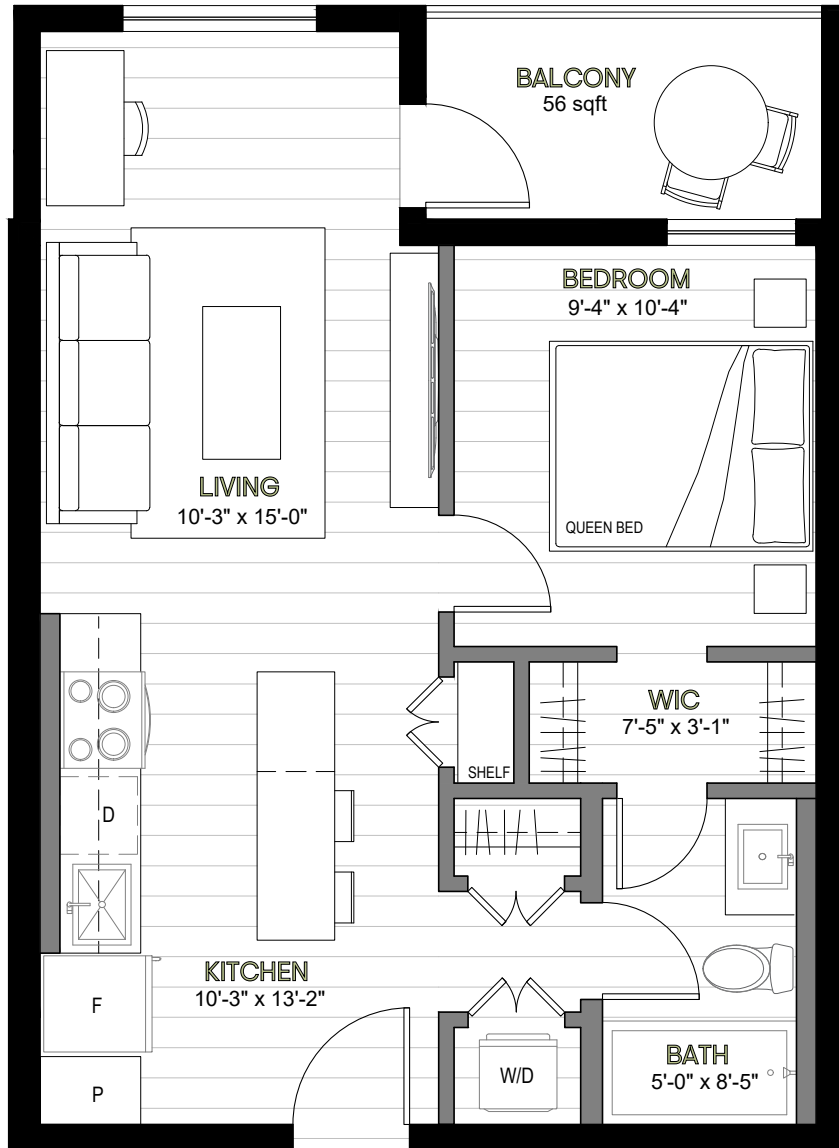 BALCONY
56 sqft
BEDROOM
9'-4" x 10'-4"
LIVING
10'-3" x 15'-0"
QUEEN BED
WIC
7'-5" x 3'-1"
SHELF
D
KITCHEN
10'-3" x 13'-2"
F
W/D
BATH
5'-0" x 8'-5"
P